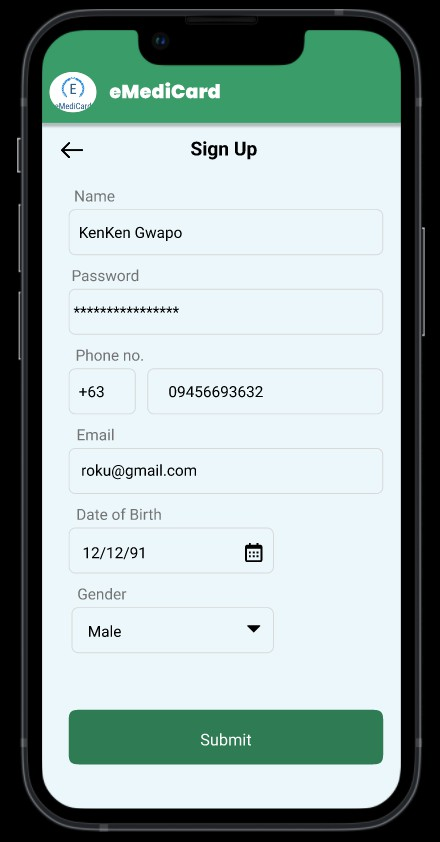 E
eMediCard
eMediCard
Sign Up
Name
KenKen Gwapo
Password
****************
Phone no.
+63 09456693632
Email
roku@gmail.com
Date of Birth
12/12/91
Gender
Male
Submit